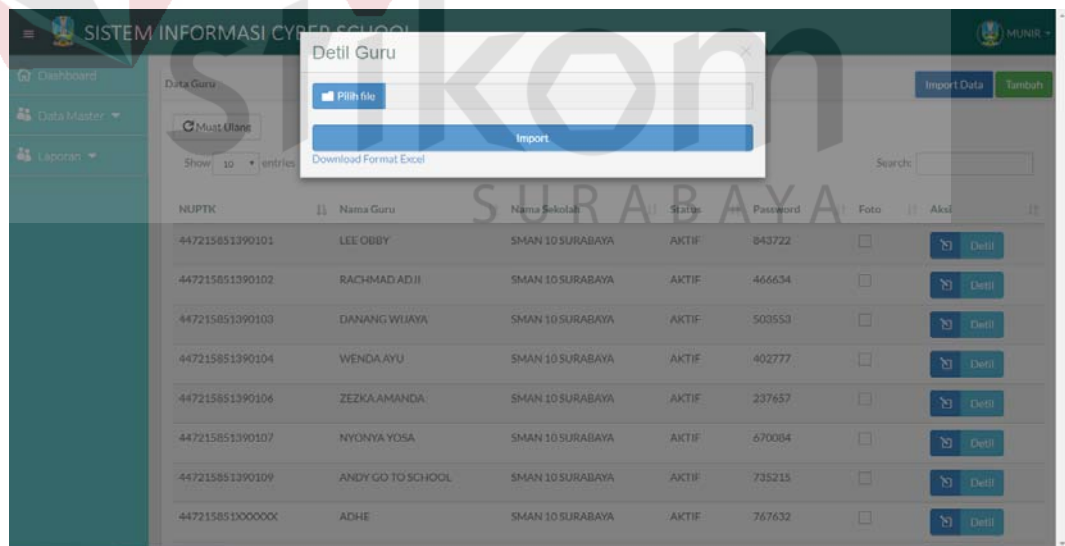 SISTEM INFORMASI CYBER SCHOOL
MUNIR
Detil Guru
Pilih file
Import
Download Format Excel
Dashboard
Data Master
Laporan
Data Guru
Import Data
Tambah
Muat Ulang
Show 10 entries
Search:
stikom
SURABAYA
NUPTK Nama Guru Nama Sekolah Status Password Foto Aksi
447215851390101 LEE OBBY SMAN 10 SURABAYA AKTIF 843722 Detil
447215851390102 RACHMAD ADJI SMAN 10 SURABAYA AKTIF 466634 Detil
447215851390103 DANANG WIJAYA SMAN 10 SURABAYA AKTIF 503553 Detil
447215851390104 WENDA AYU SMAN 10 SURABAYA AKTIF 402777 Detil
447215851390106 ZEZKA AMANDA SMAN 10 SURABAYA AKTIF 237657 Detil
447215851390107 NYONYA YOSA SMAN 10 SURABAYA AKTIF 670084 Detil
447215851390109 ANDY GO TO SCHOOL SMAN 10 SURABAYA AKTIF 735215 Detil
ADHE SMAN 10 SURABAYA AKTIF 767632 Detil